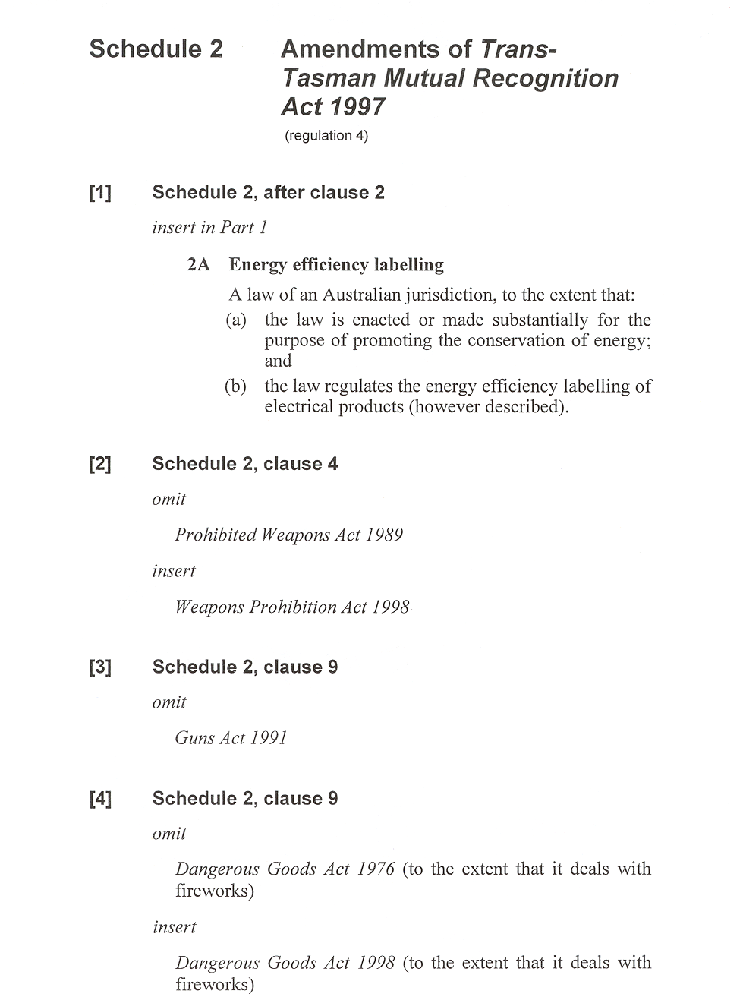 Schedule 2 Amendments of Trans-
Tasman Mutual Recognition
Act 1997
(regulation 4)
[1] Schedule 2, after clause 2
insert in Part 1
2A Energy efficiency labelling
A law of an Australian jurisdiction, to the extent that:
(a) the law is enacted or made substantially for the
purpose of promoting the conservation of energy;
and
(b) the law regulates the energy efficiency labelling of
electrical products (however described).
[2] Schedule 2, clause 4
omit
Prohibited Weapons Act 1989
insert
Weapons Prohibition Act 1998
[3] Schedule 2, clause 9
omit
Guns Act 1991
[4] Schedule 2, clause 9
omit
Dangerous Goods Act 1976 (to the extent that it deals with
fireworks)
insert
Dangerous Goods Act 1998 (to the extent that it deals with
fireworks)